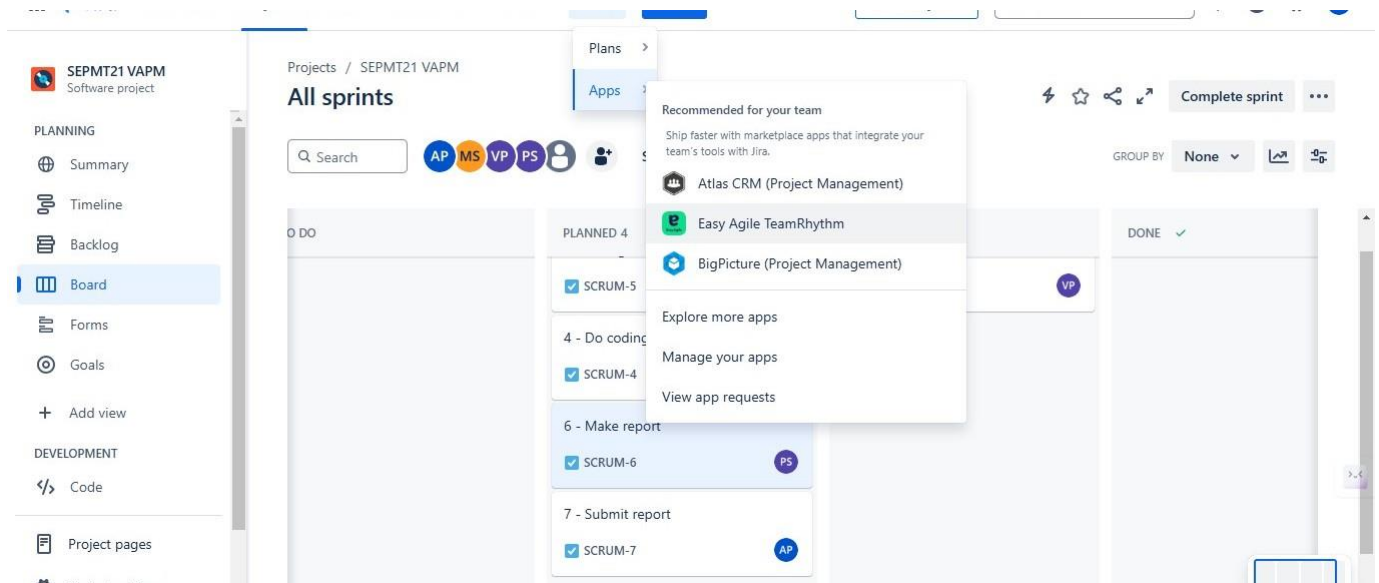 Plans
Apps
SEPMT21 VAPM
Software project
PLANNING
Summary
Timeline
Backlog
Board
Forms
Goals
Add view
DEVELOPMENT
Code
Project pages
Projects / SEPMT21 VAPM
All sprints
Complete sprint
Search
AP MS VP PS
GROUP BY None
Recommended for your team
Ship faster with marketplace apps that integrate your
team's tools with Jira.
Atlas CRM (Project Management)
Easy Agile TeamRhythm
BigPicture (Project Management)
Explore more apps
Manage your apps
View app requests
O DO
PLANNED 4
SCRUM-5
4 - Do coding
SCRUM-4
6 - Make report
SCRUM-6
PS
7 - Submit report
SCRUM-7
AP
VP
DONE